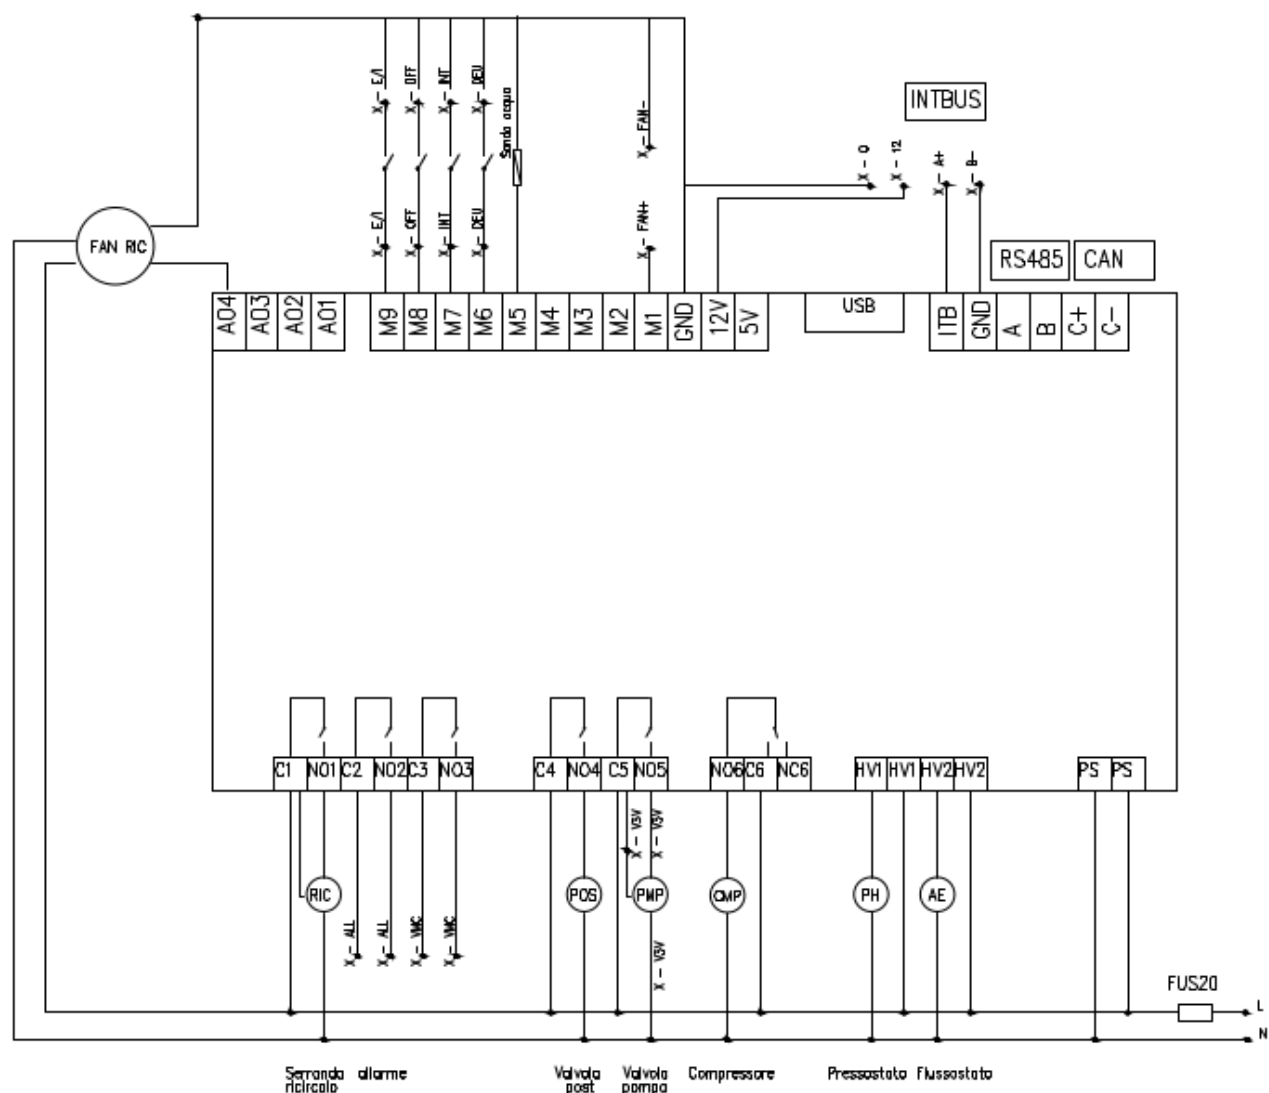 X - E/I
X - OFF
X - INT
X - DEU
Sonda acqua
X - FAN-
INTBUS
X - 0
X - 12
X - A+
X - B-
X - E/I
X - OFF
X - INT
X - DEU
X - FAN+
FAN RIC
RS485
CAN
AO4
AO3
AO2
AO1
M9
M8
M7
M6
M5
M4
M3
M2
M1
GND
12V
5V
USB
ITB
GND
A
B
C+
C-
C1
NO1
C2
NO2
C3
NO3
C4
NO4
C5
NO5
NO6
C6
NC6
HV1
HV1
HV2
HV2
PS
PS
X - V3V
X - V3V
RIC
POS
PMP
CMP
PH
AE
X - ALL
X - ALL
X - VMC
X - VMC
X - V3V
FUS20
L
N
Serranda
ricircolo
allarme
Valvola
post
Valvola
pompa
Compressore
Pressostato
Flussostato